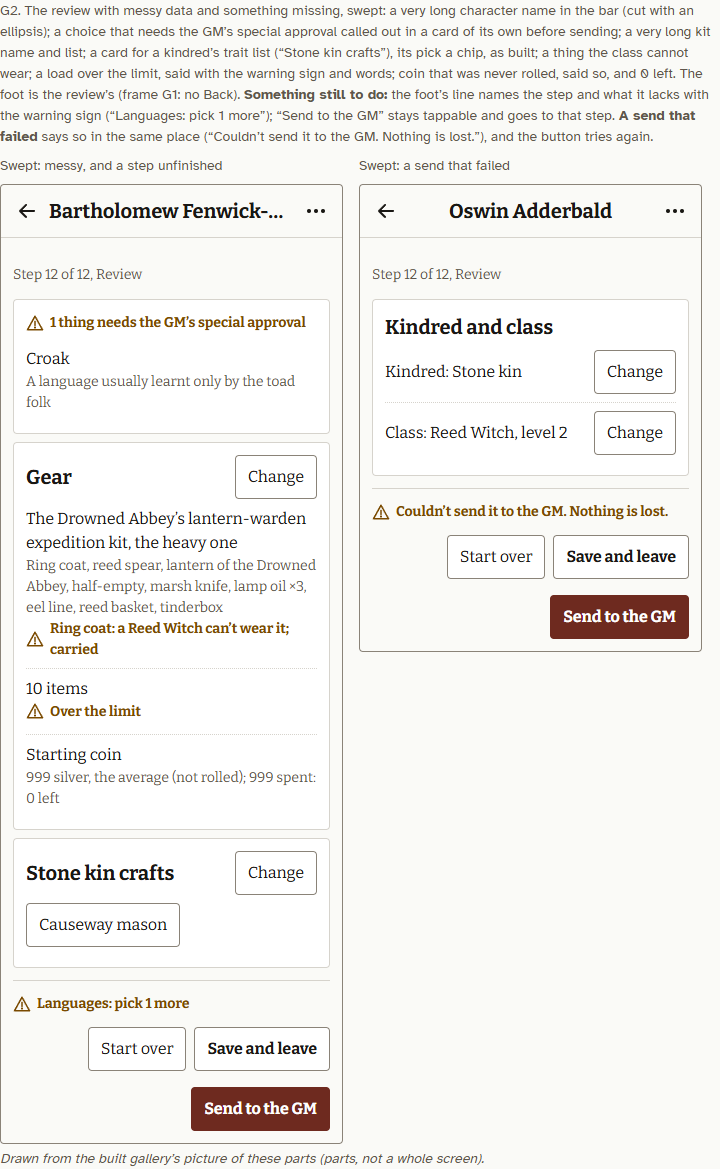 G2. The review with messy data and something missing, swept: a very long character name in the bar (cut with an
ellipsis); a choice that needs the GM's special approval called out in a card of its own before sending; a very long kit
name and list; a card for a kindred's trait list (“Stone kin crafts”), its pick a chip, as built; a thing the class cannot
wear; a load over the limit, said with the warning sign and words; coin that was never rolled, said so, and 0 left. The
foot is the review's (frame G1: no Back). Something still to do: the foot's line names the step and what it lacks with
the warning sign (“Languages: pick 1 more”); “Send to the GM” stays tappable and goes to that step. A send that
failed says so in the same place (“Couldn't send it to the GM. Nothing is lost.”), and the button tries again.
Swept: messy, and a step unfinished
Bartholomew Fenwick-...
Step 12 of 12, Review
1 thing needs the GM's special approval
Croak
A language usually learnt only by the toad
folk
Gear
Change
The Drowned Abbey's lantern-warden
expedition kit, the heavy one
Ring coat, reed spear, lantern of the Drowned
Abbey, half-empty, marsh knife, lamp oil ×3,
eel line, reed basket, tinderbox
Ring coat: a Reed Witch can't wear it;
carried
10 items
Over the limit
Starting coin
999 silver, the average (not rolled); 999 spent:
0 left
Stone kin crafts
Change
Causeway mason
Languages: pick 1 more
Start over
Save and leave
Send to the GM
Swept: a send that failed
Oswin Adderbald
Step 12 of 12, Review
Kindred and class
Kindred: Stone kin
Change
Class: Reed Witch, level 2
Change
Couldn't send it to the GM. Nothing is lost.
Start over
Save and leave
Send to the GM
Drawn from the built gallery's picture of these parts (parts, not a whole screen).